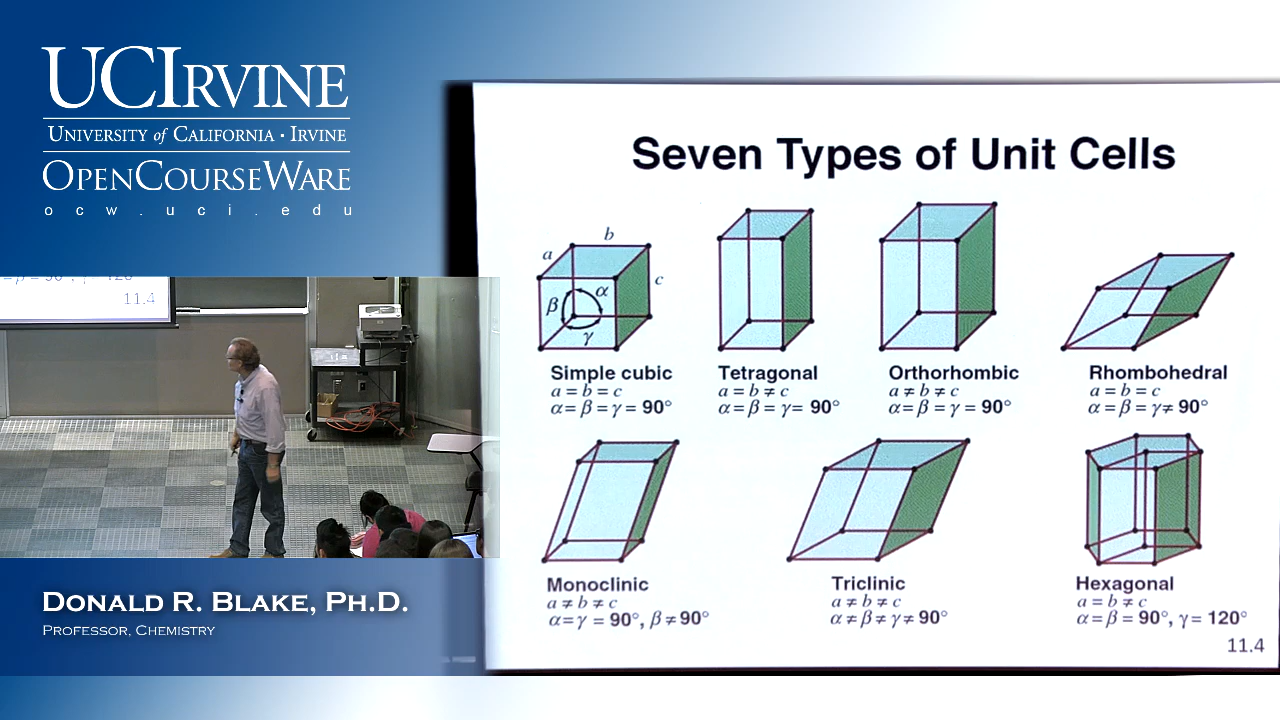 UCIRVINE
UNIVERSITY of CALIFORNIA · IRVINE
OPENCOURSEWARE
ocw.uci.edu
11.4
DONALD R. BLAKE, PH.D.
PROFESSOR, CHEMISTRY
Seven Types of Unit Cells
a
b
c
α
β
γ
Simple cubic
a = b = c
α = β = γ = 90°
Tetragonal
a = b ≠ c
α = β = γ = 90°
Orthorhombic
a ≠ b ≠ c
α = β = γ = 90°
Rhombohedral
a = b = c
α = β = γ ≠ 90°
Monoclinic
a ≠ b ≠ c
α = γ = 90°, β ≠ 90°
Triclinic
a ≠ b ≠ c
α ≠ β ≠ γ ≠ 90°
Hexagonal
a = b ≠ c
α = β = 90°, γ = 120°
11.4